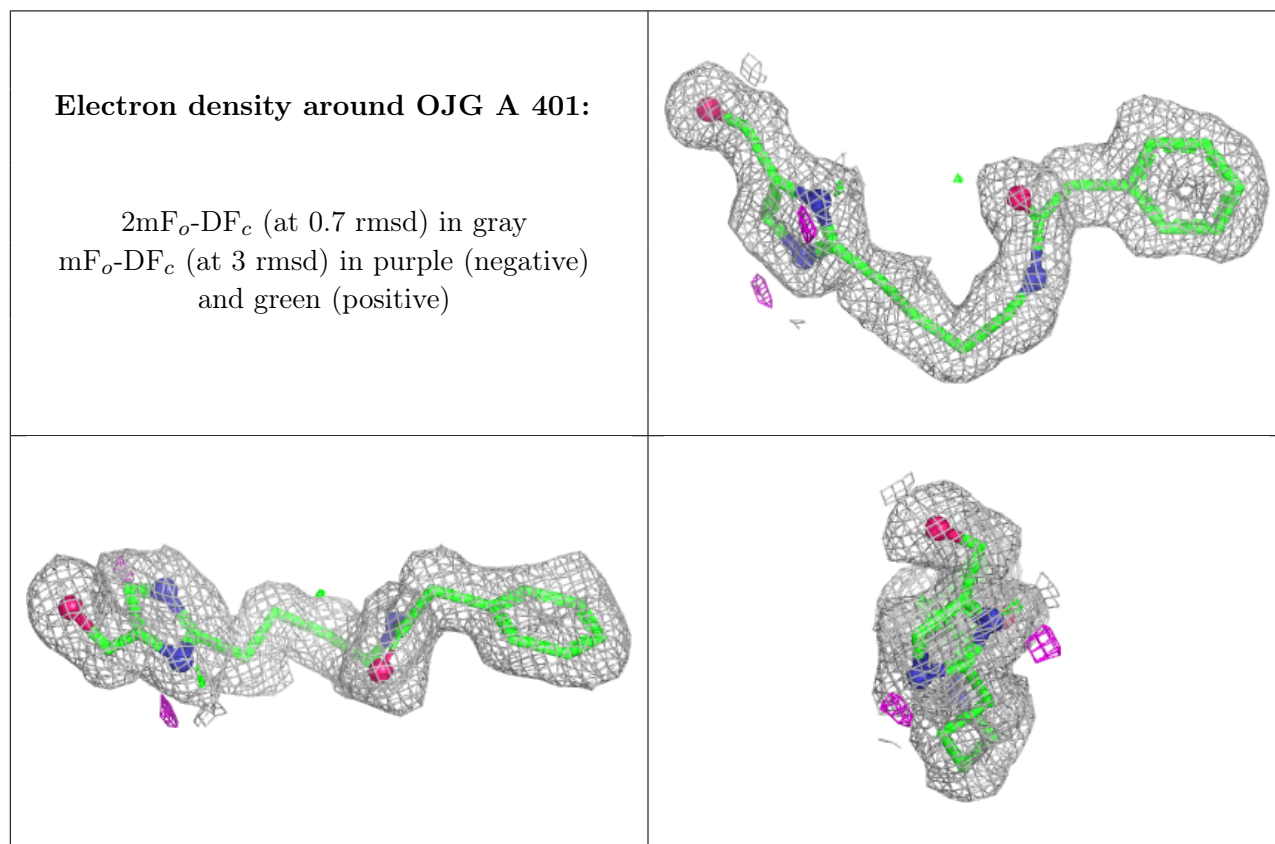 Electron density around OJG A 401:
2mFₒ-DF𝒸 (at 0.7 rmsd) in gray
mFₒ-DF𝒸 (at 3 rmsd) in purple (negative)
and green (positive)